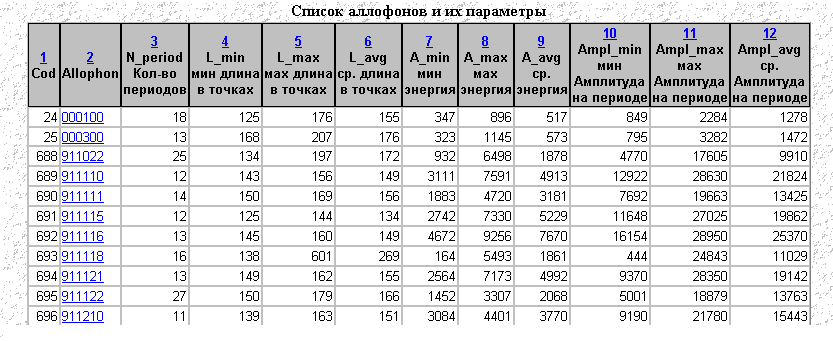 Список аллофонов и их параметры
1 Cod 2 Allophon 3 N_period Кол-во периодов 4 L_min мин длина в точках 5 L_max мах длина в точках 6 L_avg ср. длина в точках 7 A_min мин энергия 8 A_max мах энергия 9 A_avg ср. энергия 10 Ampl_min мин Амплитуда на периоде 11 Ampl_max мах Амплитуда на периоде 12 Ampl_avg ср. Амплитуда на периоде
24 000100 18 125 176 155 347 896 517 849 2284 1278
25 000300 13 168 207 176 323 1145 573 795 3282 1472
688 911022 25 134 197 172 932 6498 1878 4770 17605 9910
689 911110 12 143 156 149 3111 7591 4913 12922 28630 21824
690 911111 14 150 169 156 1883 4720 3181 7692 19663 13425
691 911115 12 125 144 134 2742 7330 5229 11648 27025 19862
692 911116 13 145 160 149 4672 9256 7670 16154 28950 25370
693 911118 16 138 601 269 164 5493 1861 444 24843 11029
694 911121 13 149 162 155 2564 7173 4992 9370 28350 19142
695 911122 27 150 179 166 1452 3307 2068 5001 18879 13763
696 911210 11 139 163 151 3084 4401 3770 9190 21780 15443